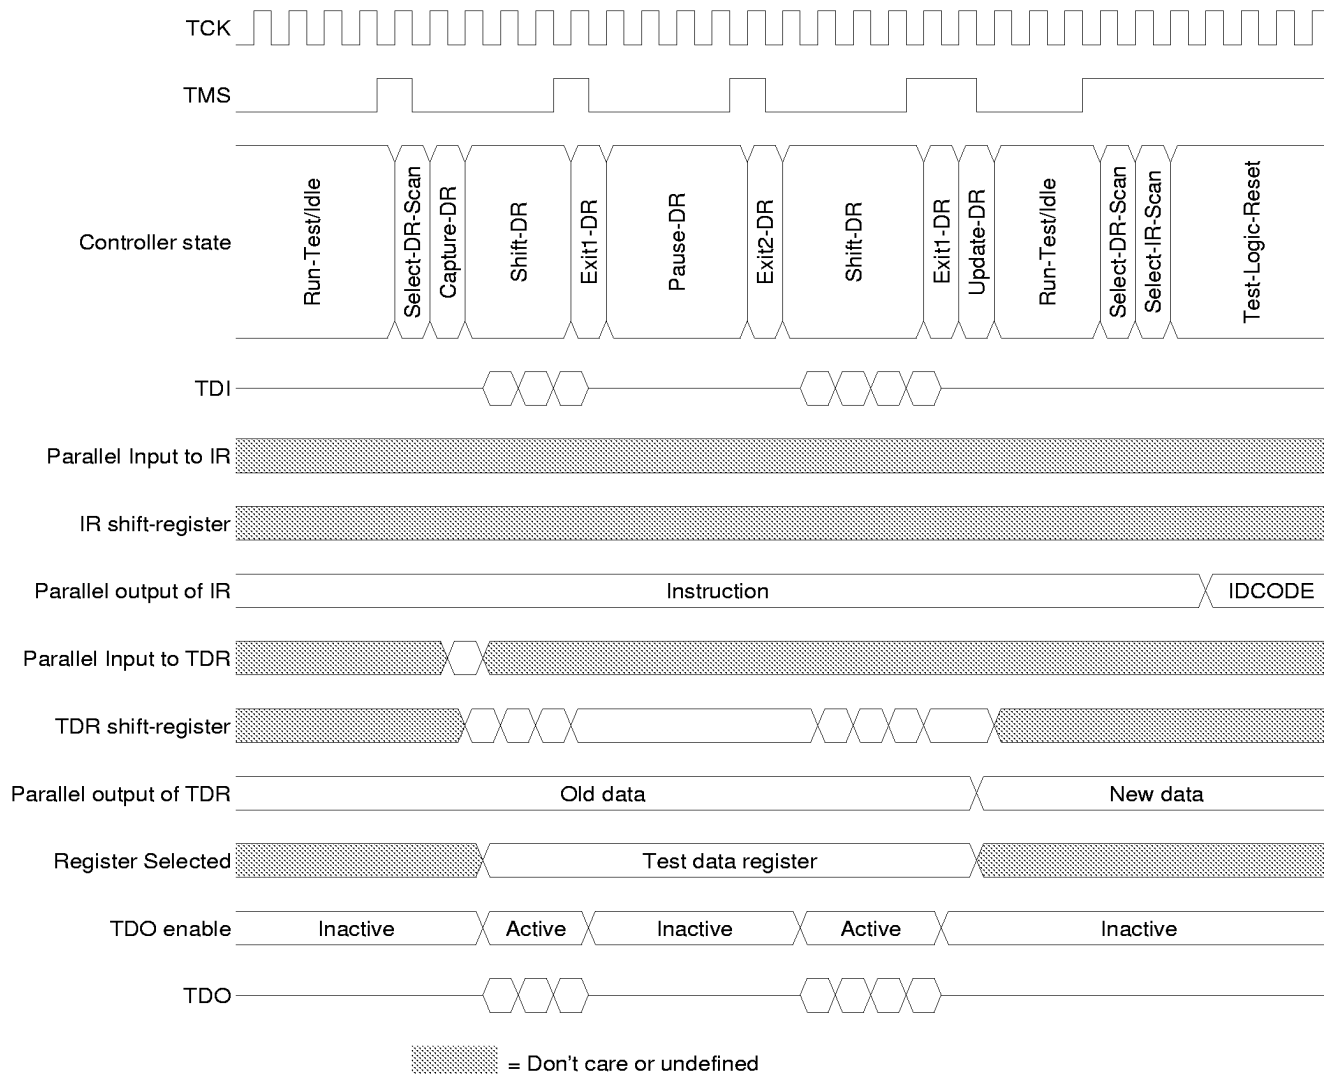 TCK
TMS
Controller state
Run-Test/Idle
Select-DR-Scan
Capture-DR
Shift-DR
Exit1-DR
Pause-DR
Exit2-DR
Shift-DR
Exit1-DR
Update-DR
Run-Test/Idle
Select-DR-Scan
Select-IR-Scan
Test-Logic-Reset
TDI
Parallel Input to IR
IR shift-register
Parallel output of IR
Instruction
IDCODE
Parallel Input to TDR
TDR shift-register
Parallel output of TDR
Old data
New data
Register Selected
Test data register
TDO enable
Inactive
Active
Inactive
Active
Inactive
TDO
= Don't care or undefined